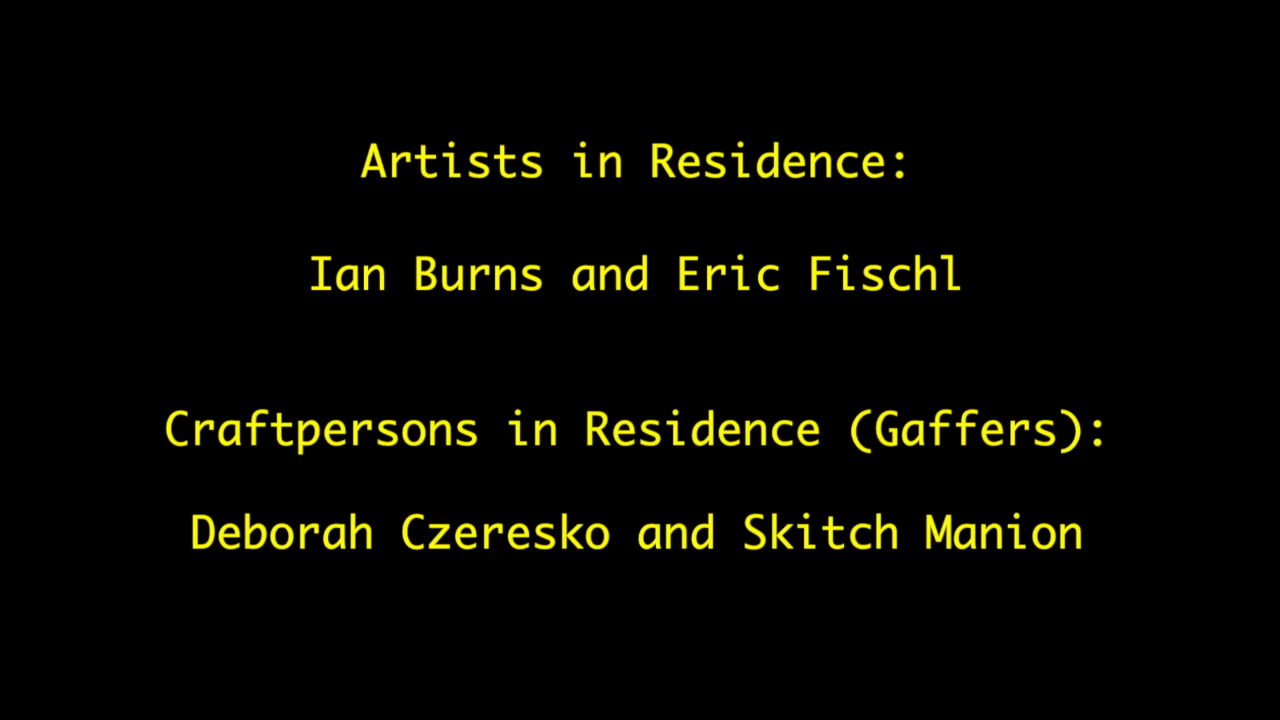 Artists in Residence:
Ian Burns and Eric Fischl
Craftpersons in Residence (Gaffers):
Deborah Czeresko and Skitch Manion